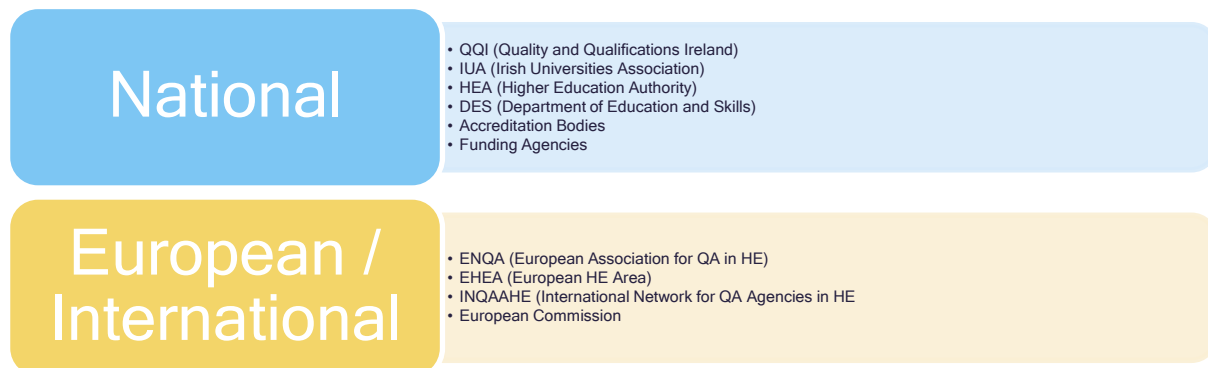 National
• QQI (Quality and Qualifications Ireland)
• IUA (Irish Universities Association)
• HEA (Higher Education Authority)
• DES (Department of Education and Skills)
• Accreditation Bodies
• Funding Agencies
European /
International
• ENQA (European Association for QA in HE)
• EHEA (European HE Area)
• INQAAHE (International Network for QA Agencies in HE
• European Commission